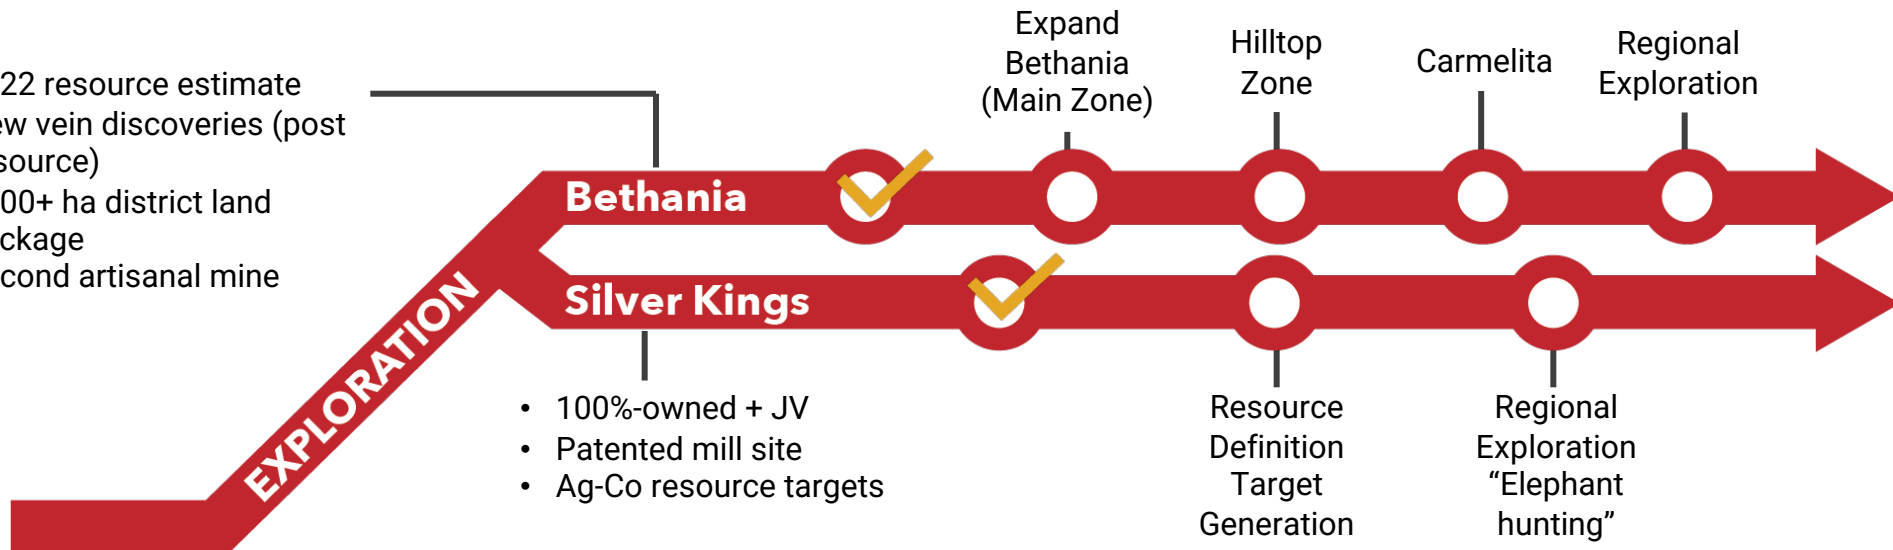 22 resource estimate
ew vein discoveries (post
source)
00+ ha district land
ckage
cond artisanal mine
Expand
Bethania
(Main Zone)
Hilltop
Zone
Carmelita
Regional
Exploration
Bethania
Silver Kings
EXPLORATION
• 100%-owned + JV
• Patented mill site
• Ag-Co resource targets
Resource
Definition
Target
Generation
Regional
Exploration
“Elephant
hunting”